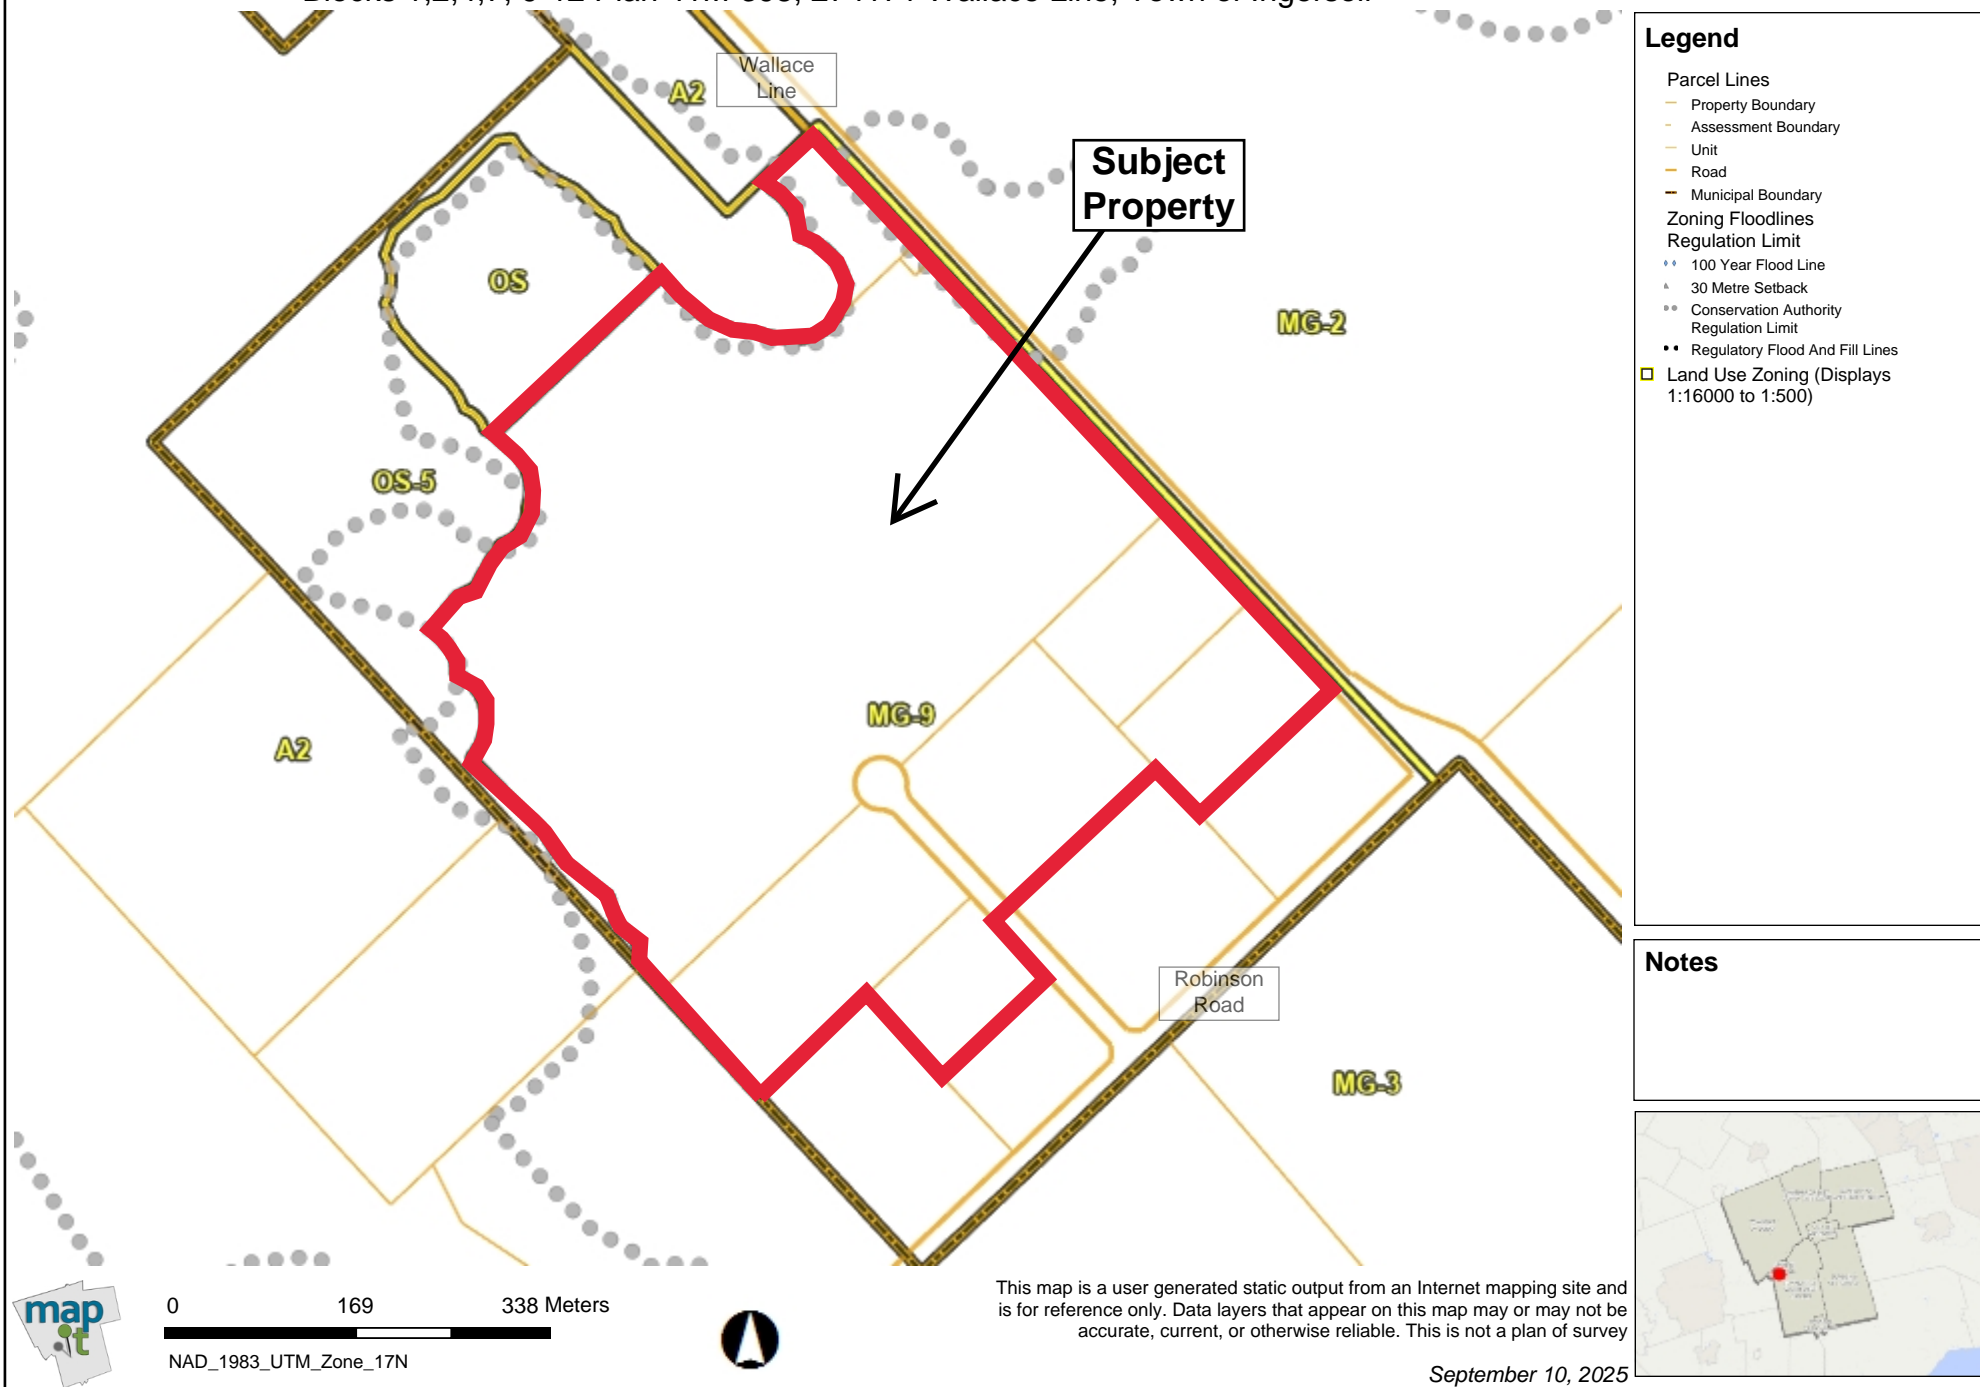 Wallace
Line
A2
Subject
Property
OS
MG-2
OS-5
MG-9
A2
Robinson
Road
MG-3
Legend
Parcel Lines
Property Boundary
Assessment Boundary
Unit
Road
Municipal Boundary
Zoning Floodlines
Regulation Limit
100 Year Flood Line
30 Metre Setback
Conservation Authority
Regulation Limit
Regulatory Flood And Fill Lines
Land Use Zoning (Displays
1:16000 to 1:500)
Notes
map
it
0 169 338 Meters
NAD_1983_UTM_Zone_17N
This map is a user generated static output from an Internet mapping site and
is for reference only. Data layers that appear on this map may or may not be
accurate, current, or otherwise reliable. This is not a plan of survey
September 10, 2025